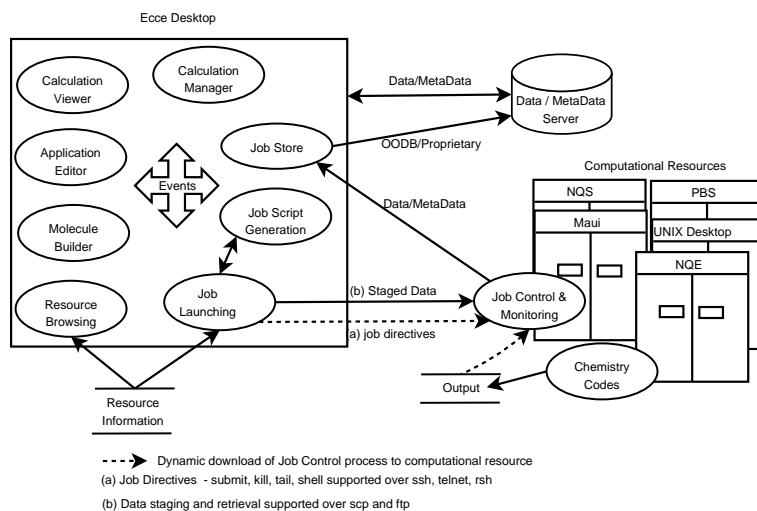 Ecce Desktop
Calculation
Viewer
Calculation
Manager
Data/MetaData
Data / MetaData
Server
Application
Editor
Job Store
OODB/Proprietary
Events
Computational Resources
NQS
PBS
Molecule
Builder
Job Script
Generation
Data/MetaData
Maui
UNIX Desktop
NQE
Resource
Browsing
Job
Launching
(b) Staged Data
Job Control &
Monitoring
(a) job directives
Resource
Information
Output
Chemistry
Codes
Dynamic download of Job Control process to computational resource
(a) Job Directives - submit, kill, tail, shell supported over ssh, telnet, rsh
(b) Data staging and retrieval supported over scp and ftp